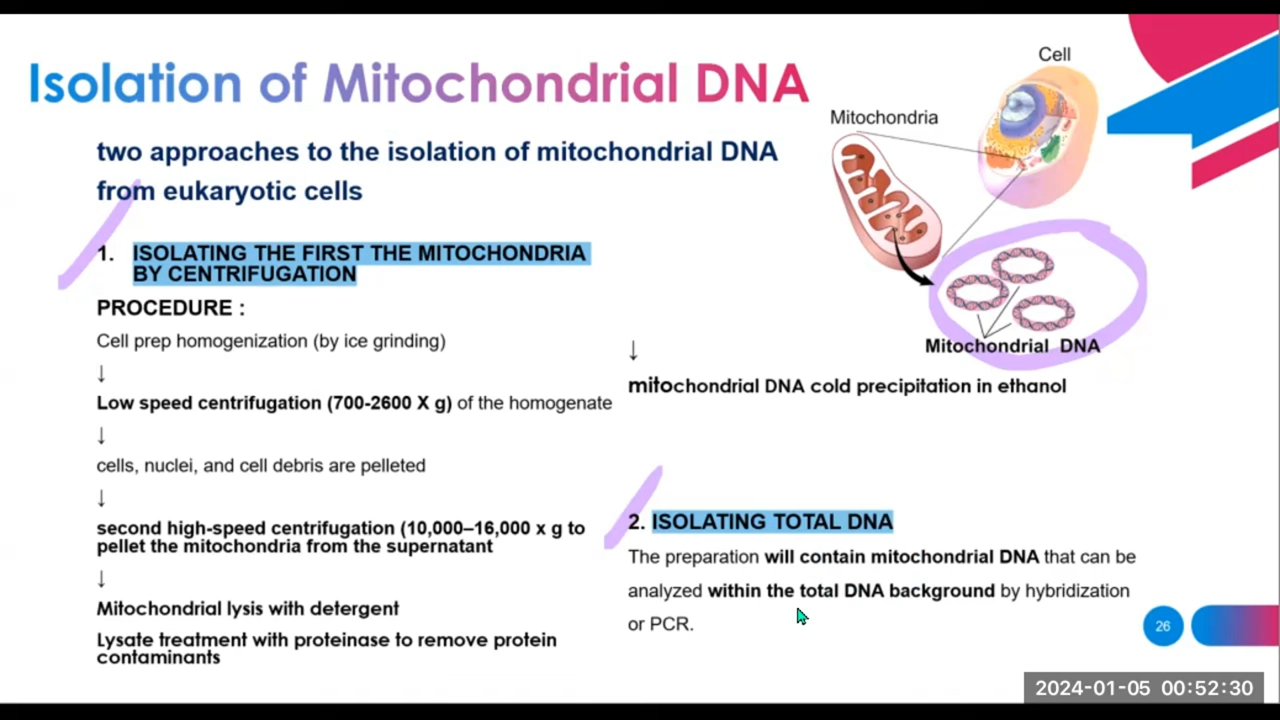 Isolation of Mitochondrial DNA
two approaches to the isolation of mitochondrial DNA
from eukaryotic cells
1. ISOLATING THE FIRST THE MITOCHONDRIA
BY CENTRIFUGATION
PROCEDURE :
Cell prep homogenization (by ice grinding)
↓
Low speed centrifugation (700-2600 X g) of the homogenate
↓
cells, nuclei, and cell debris are pelleted
↓
second high-speed centrifugation (10,000–16,000 x g to
pellet the mitochondria from the supernatant
↓
Mitochondrial lysis with detergent
Lysate treatment with proteinase to remove protein
contaminants
Cell
Mitochondria
Mitochondrial DNA
↓
mitochondrial DNA cold precipitation in ethanol
2. ISOLATING TOTAL DNA
The preparation will contain mitochondrial DNA that can be
analyzed within the total DNA background by hybridization
or PCR.
26
2024-01-05 00:52:30